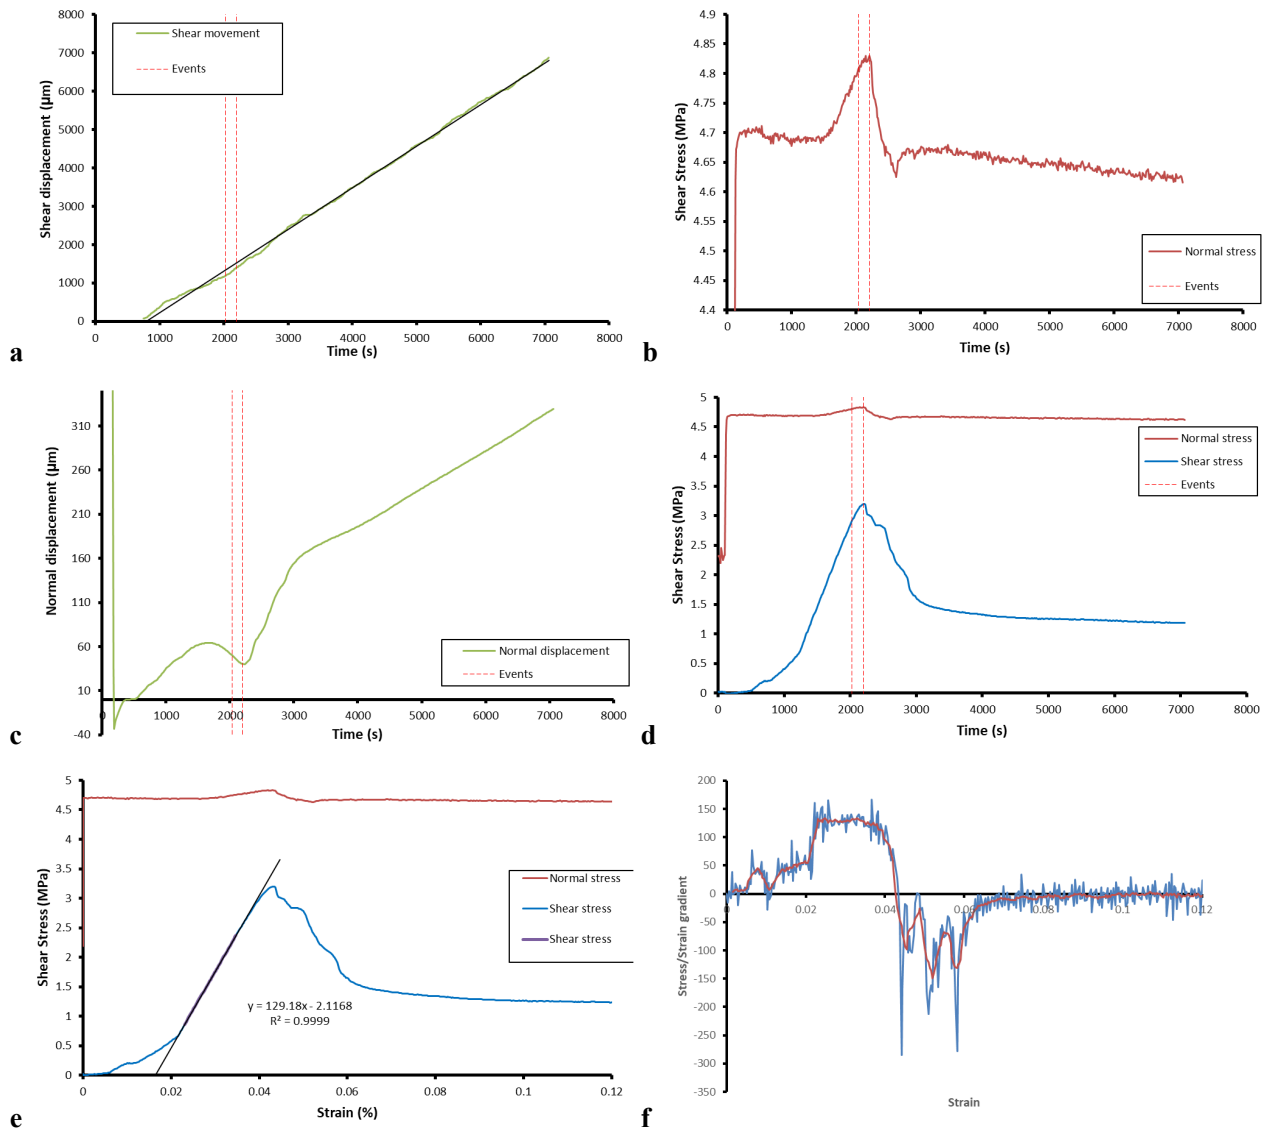 8000
7000
6000
5000
4000
3000
2000
1000
0
Shear displacement (µm)
Shear movement
Events
0 1000 2000 3000 4000 5000 6000 7000 8000
Time (s)
a
4.9
4.85
4.8
4.75
4.7
4.65
4.6
4.55
4.5
4.45
4.4
Shear Stress (MPa)
Normal stress
Events
0 1000 2000 3000 4000 5000 6000 7000 8000
Time (s)
b
310
260
210
160
110
60
10
-40
Normal displacement (µm)
Normal displacement
Events
0 1000 2000 3000 4000 5000 6000 7000 8000
Time (s)
c
5
4.5
4
3.5
3
2.5
2
1.5
1
0.5
0
Shear Stress (MPa)
Normal stress
Shear stress
Events
0 1000 2000 3000 4000 5000 6000 7000 8000
Time (s)
d
5
4.5
4
3.5
3
2.5
2
1.5
1
0.5
0
Shear Stress (MPa)
Normal stress
Shear stress
Shear stress
y = 129.18x - 2.1168
R² = 0.9999
0 0.02 0.04 0.06 0.08 0.1 0.12
Strain (%)
e
200
150
100
50
0
-50
-100
-150
-200
-250
-300
-350
Stress/Strain gradient
0 0.02 0.04 0.06 0.08 0.1 0.12
Strain
f